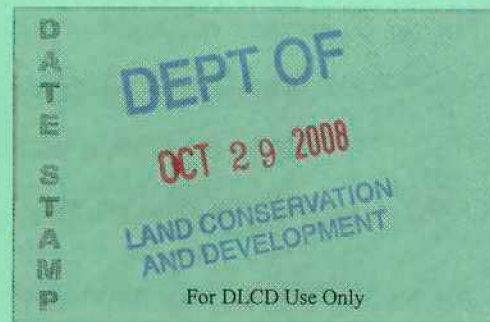 DATE STAMP
DEPT OF
OCT 29 2008
LAND CONSERVATION
AND DEVELOPMENT
For DLCD Use Only